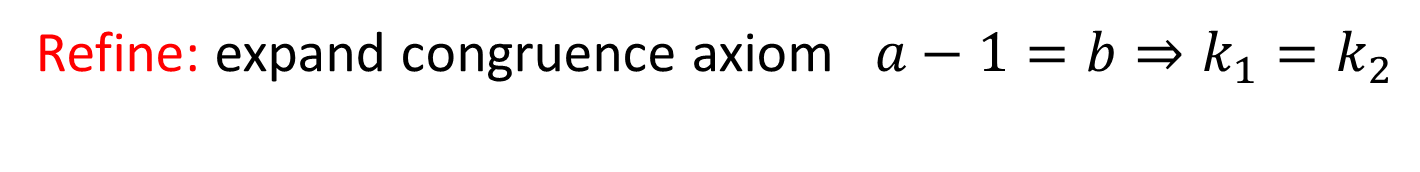 Refine: expand congruence axiom a − 1 = b ⇒ k₁ = k₂